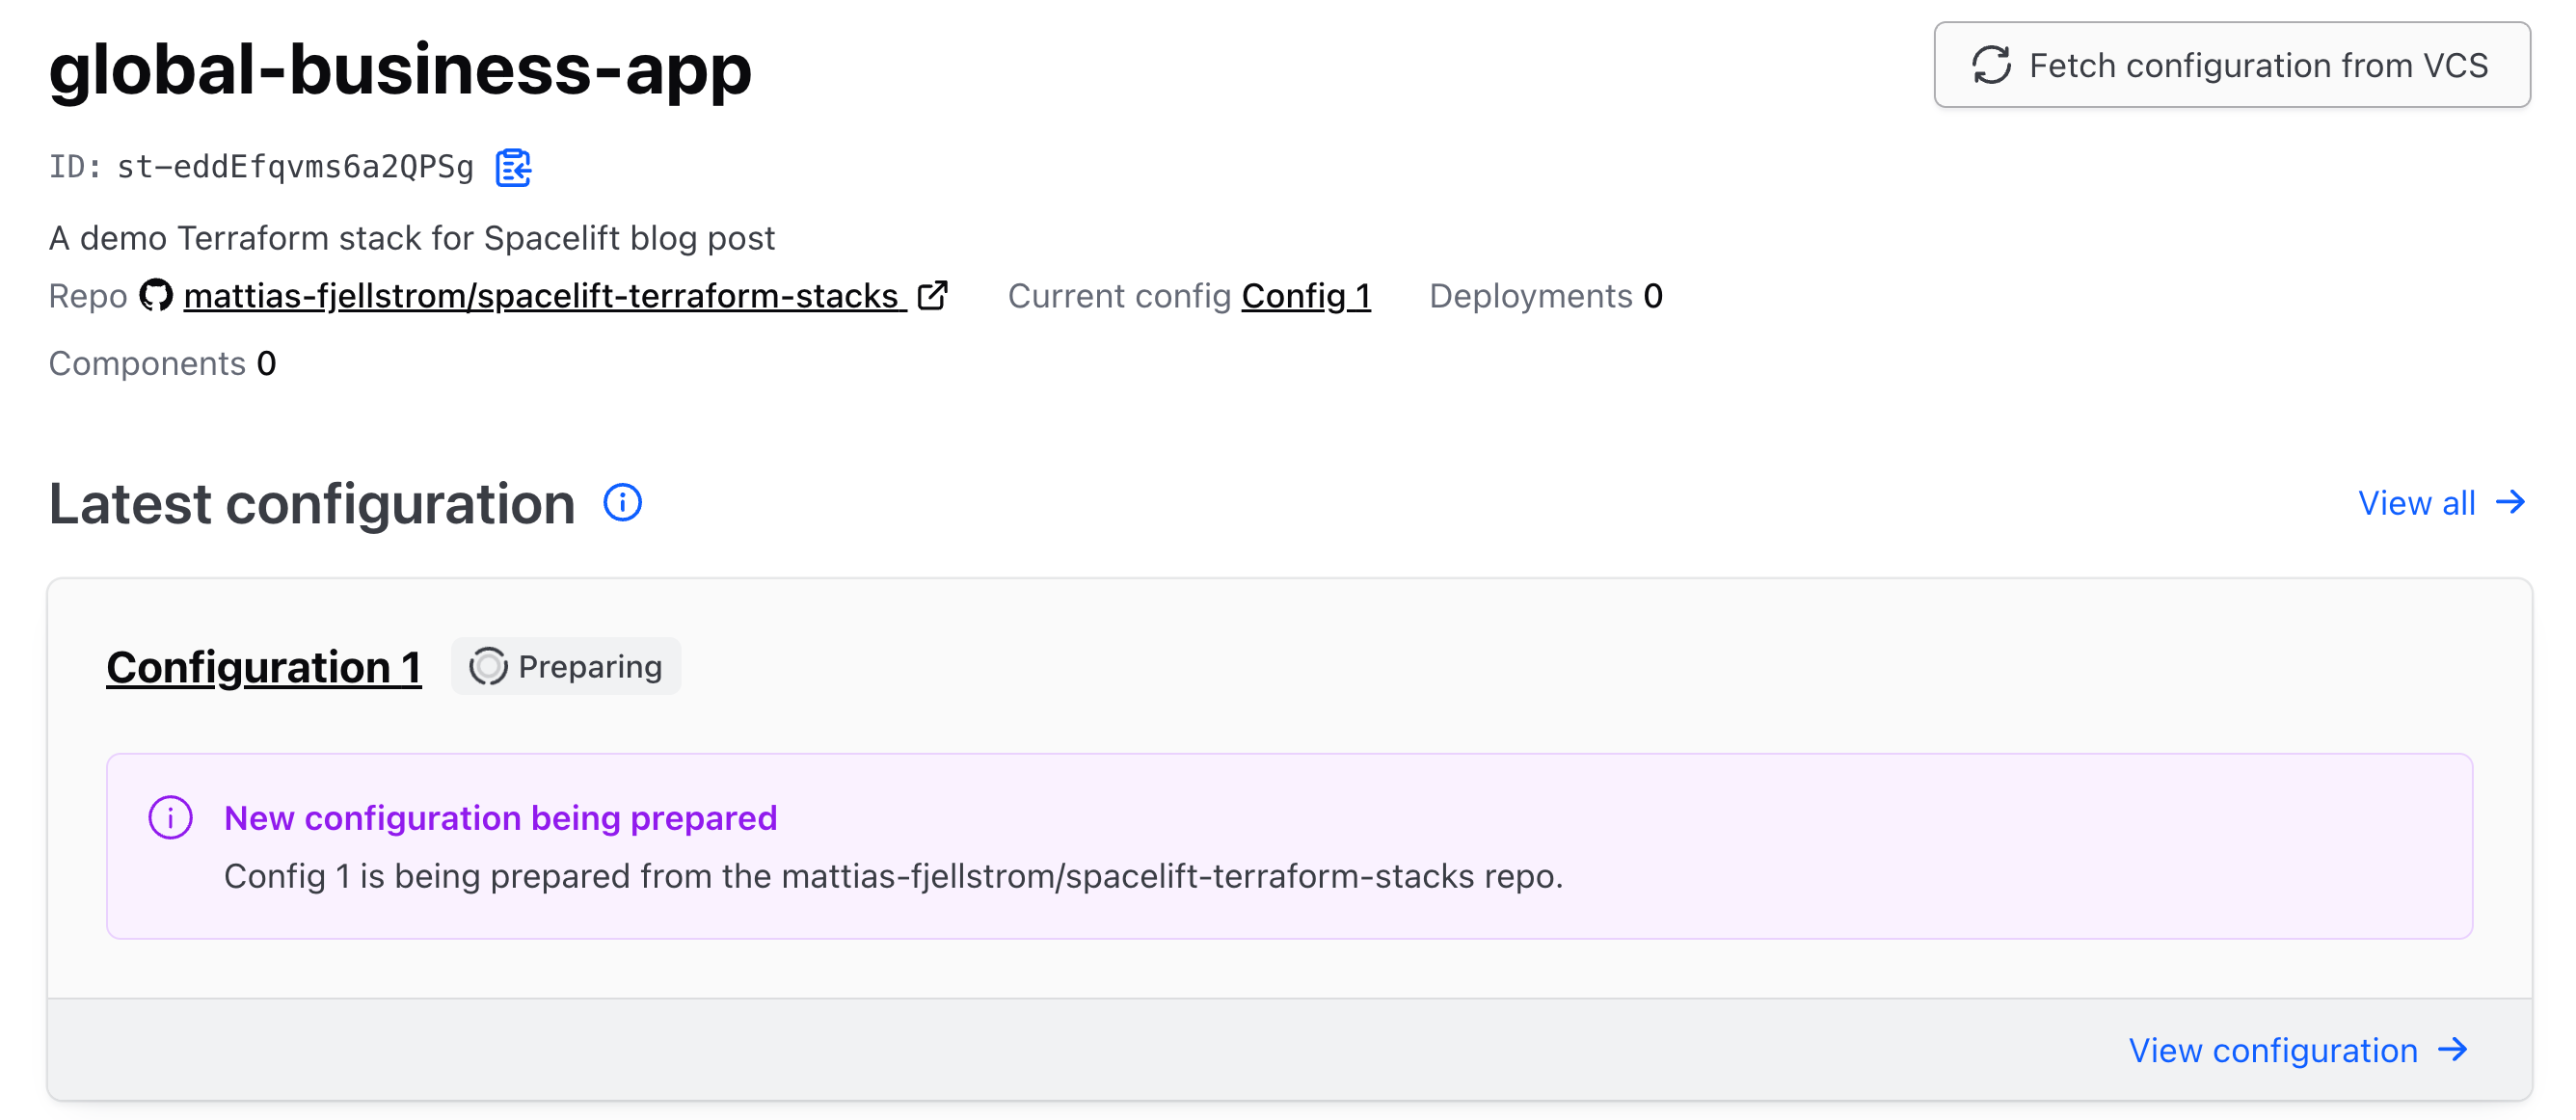 global-business-app
Fetch configuration from VCS
ID: st-eddEfqvms6a2QPSg
A demo Terraform stack for Spacelift blog post
Repo mattias-fjellstrom/spacelift-terraform-stacks Current config Config 1 Deployments 0
Components 0
Latest configuration
View all
Configuration 1 Preparing
New configuration being prepared
Config 1 is being prepared from the mattias-fjellstrom/spacelift-terraform-stacks repo.
View configuration